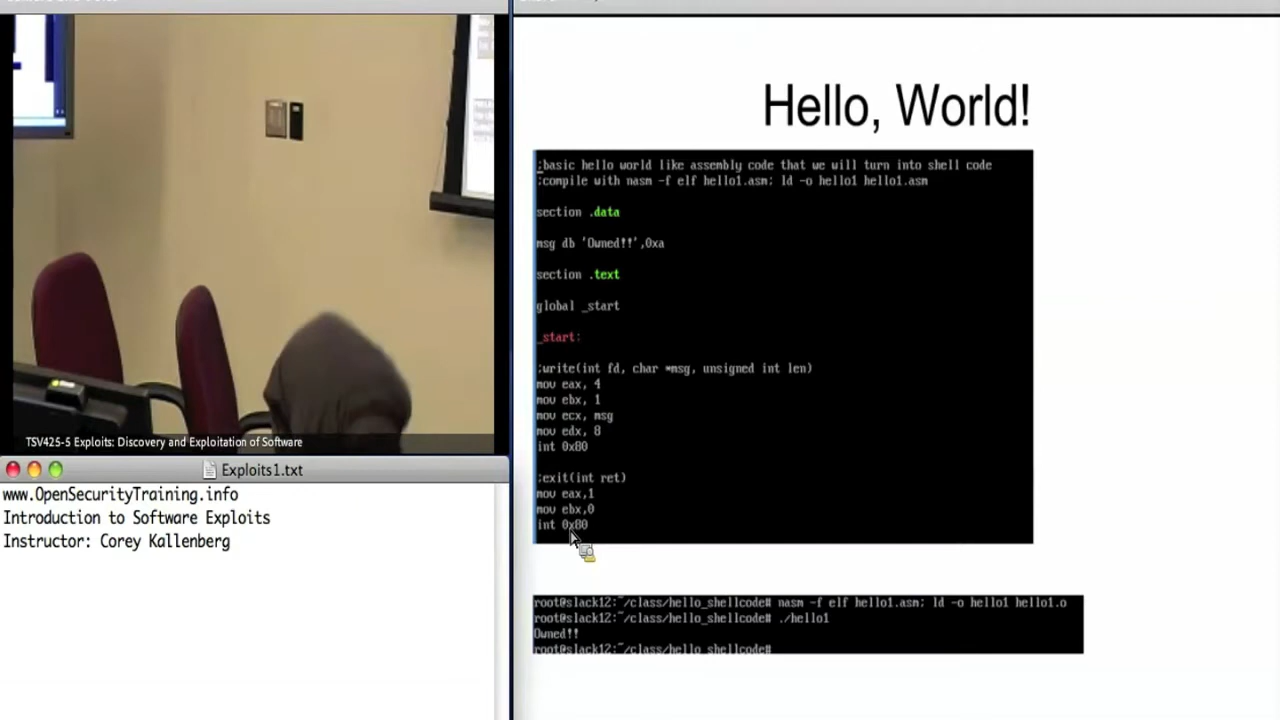 Hello, World!
;basic hello world like assembly code that we will turn into shell code
;compile with nasm -f elf hello1.asm; ld -o hello1 hello1.asm
section .data
msg db 'Owned!!',0xa
section .text
global _start
_start:
;write(int fd, char *msg, unsigned int len)
mov eax, 4
mov ebx, 1
mov ecx, msg
mov edx, 8
int 0x80
;exit(int ret)
mov eax,1
mov ebx,0
int 0x80
root@slack12:~/class/hello_shellcode# nasm -f elf hello1.asm; ld -o hello1 hello1.o
root@slack12:~/class/hello_shellcode# ./hello1
Owned!!
root@slack12:~/class/hello_shellcode#
TSV425-5 Exploits: Discovery and Exploitation of Software
Exploits1.txt
www.OpenSecurityTraining.info
Introduction to Software Exploits
Instructor: Corey Kallenberg